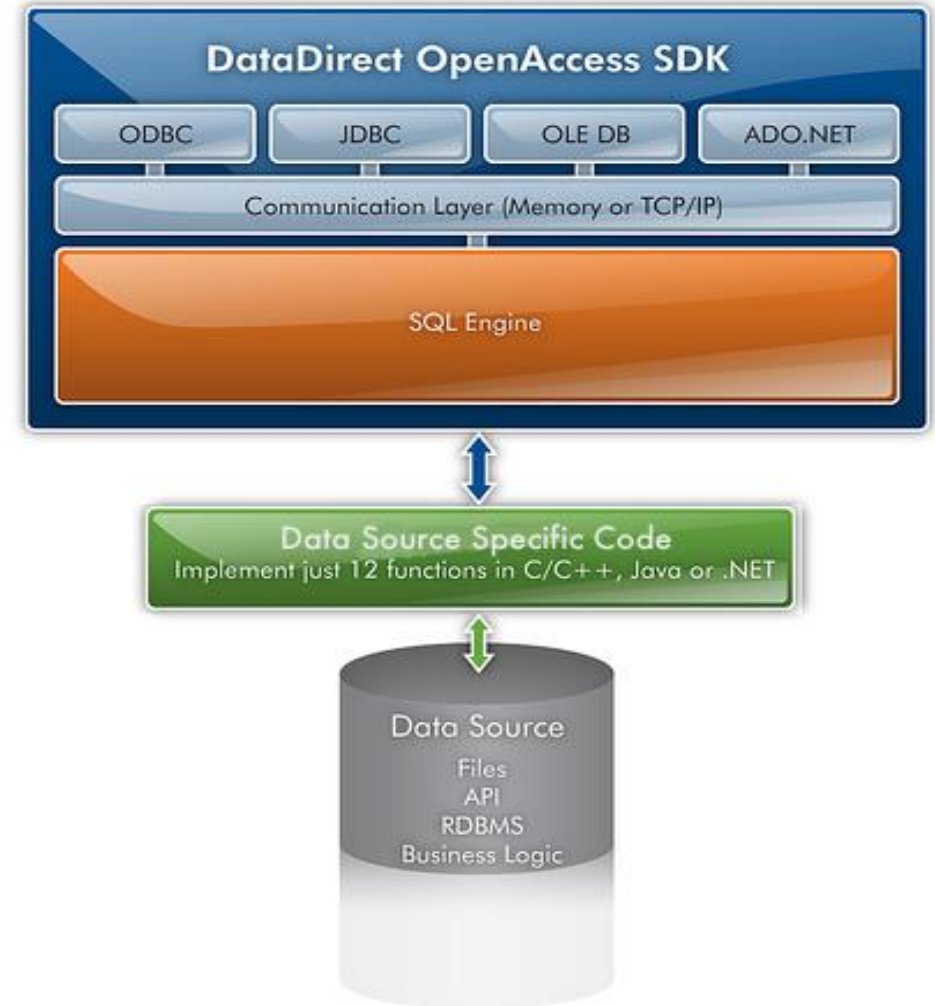 DataDirect OpenAccess SDK
ODBC
JDBC
OLE DB
ADO.NET
Communication Layer (Memory or TCP/IP)
SQL Engine
Data Source Specific Code
Implement just 12 functions in C/C++, Java or .NET
Data Source
Files
API
RDBMS
Business Logic